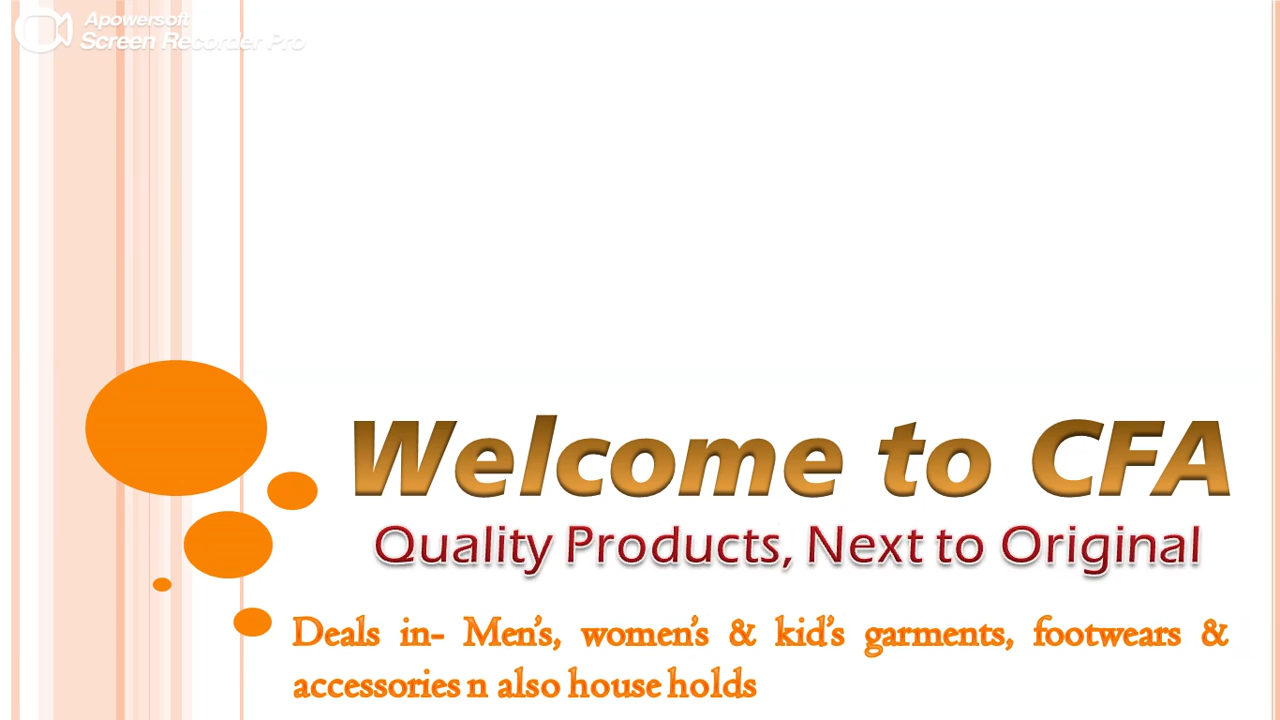 Apowersoft
Screen Recorder Pro
Welcome to CFA
Quality Products, Next to Original
Deals in- Men's, women's & kid's garments, footwears &
accessories n also house holds